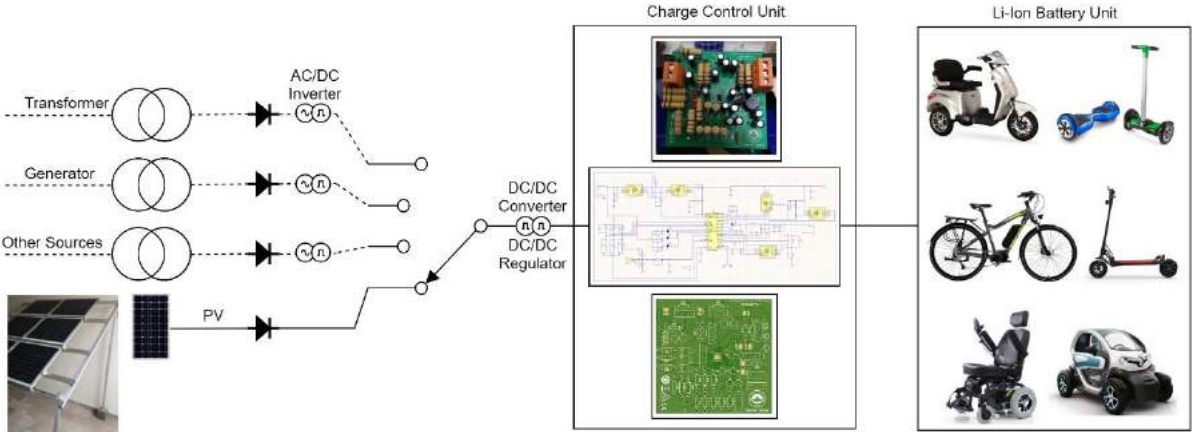 Charge Control Unit
Li-Ion Battery Unit
AC/DC
Inverter
Transformer
Generator
DC/DC
Converter
DC/DC
Regulator
Other Sources
PV